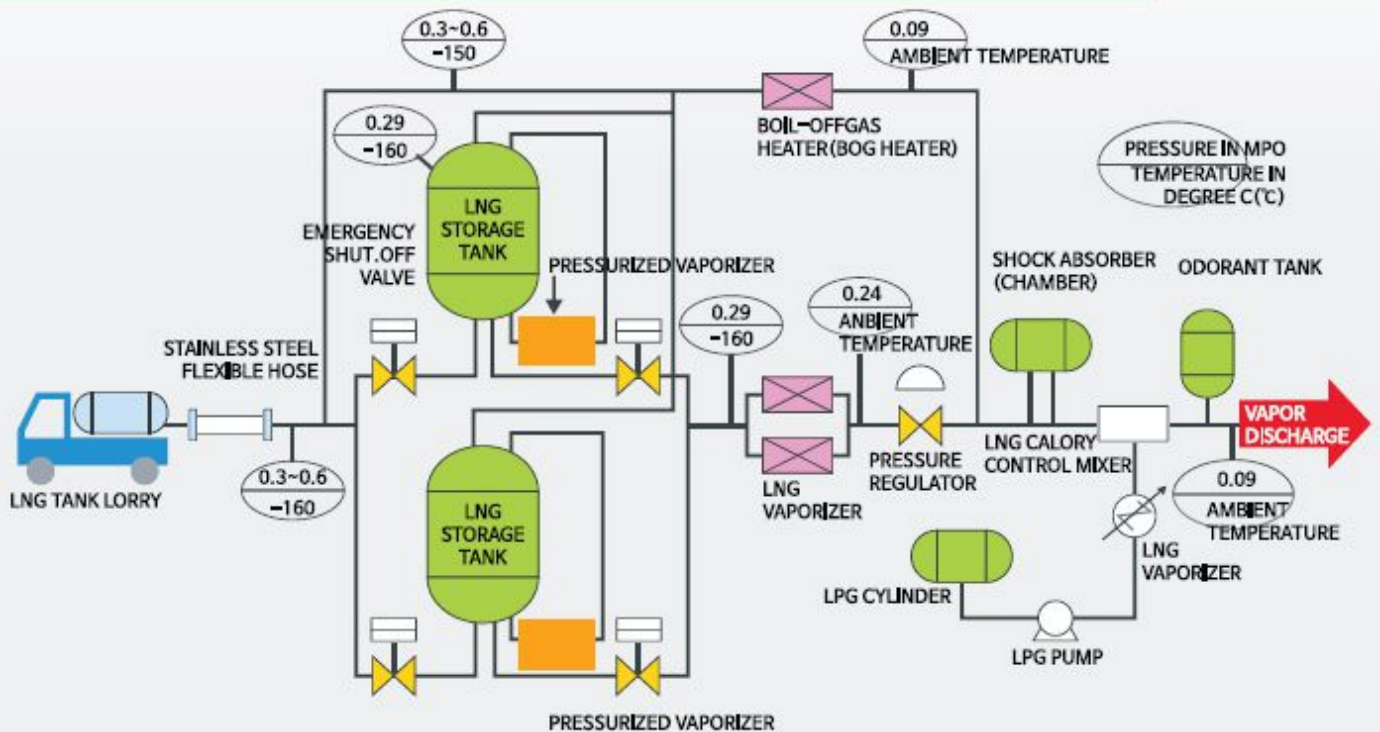 0.3~0.6
-150
0.09
AMBIENT TEMPERATURE
0.29
-160
BOIL-OFFGAS
HEATER(BOG HEATER)
PRESSURE IN MPO
TEMPERATURE IN
DEGREE C(℃)
LNG
STORAGE
TANK
EMERGENCY
SHUT.OFF
VALVE
PRESSURIZED VAPORIZER
SHOCK ABSORBER
(CHAMBER)
ODORANT TANK
0.29
-160
0.24
ANBIENT
TEMPERATURE
STAINLESS STEEL
FLEXIBLE HOSE
VAPOR
DISCHARGE
LNG TANK LORRY
0.3~0.6
-160
LNG
STORAGE
TANK
LNG
VAPORIZER
PRESSURE
REGULATOR
LNG CALORY
CONTROL MIXER
0.09
AMBIENT
TEMPERATURE
LNG
VAPORIZER
LPG CYLINDER
LPG PUMP
PRESSURIZED VAPORIZER